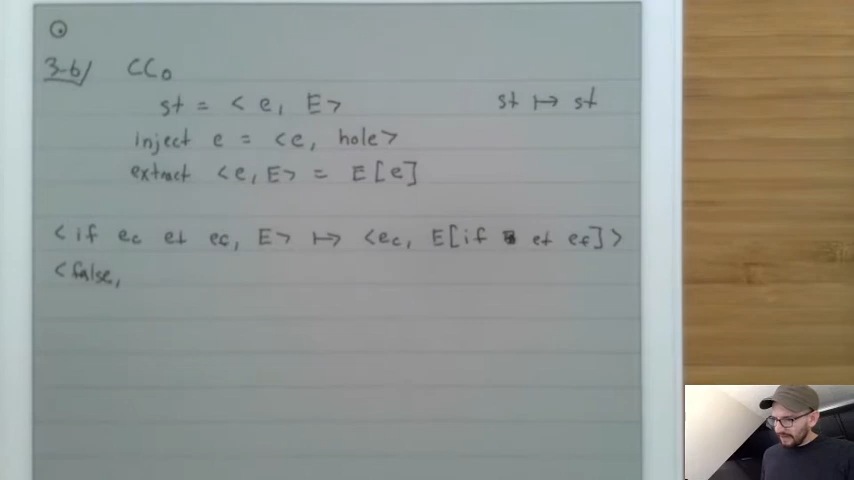 3-6/ CC₀
st = < e, E > st ↦ st
inject e = <e, hole>
extract <e, E> = E[e]
< if ec et ef, E > ↦ <ec, E[if et ef] >
< false,